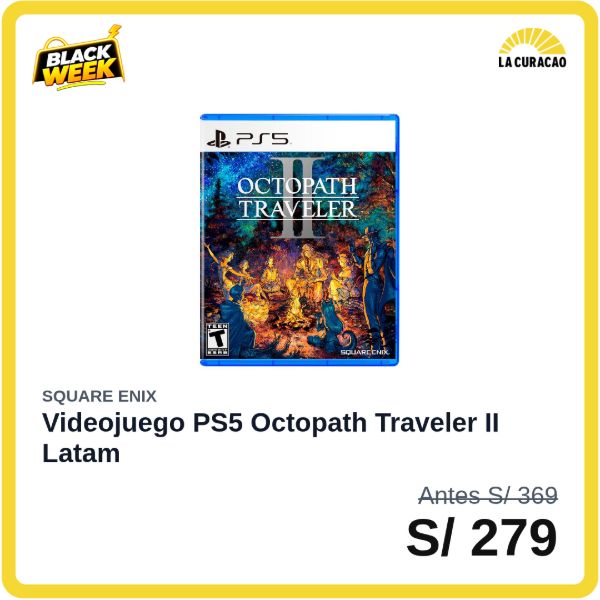 BLACK
WEEK
LA CURACAO
PS5
II
OCTOPATH
TRAVELER
TEEN
T
ESRB
SQUARE ENIX
SQUARE ENIX
Videojuego PS5 Octopath Traveler II
Latam
Antes S/ 369
S/ 279